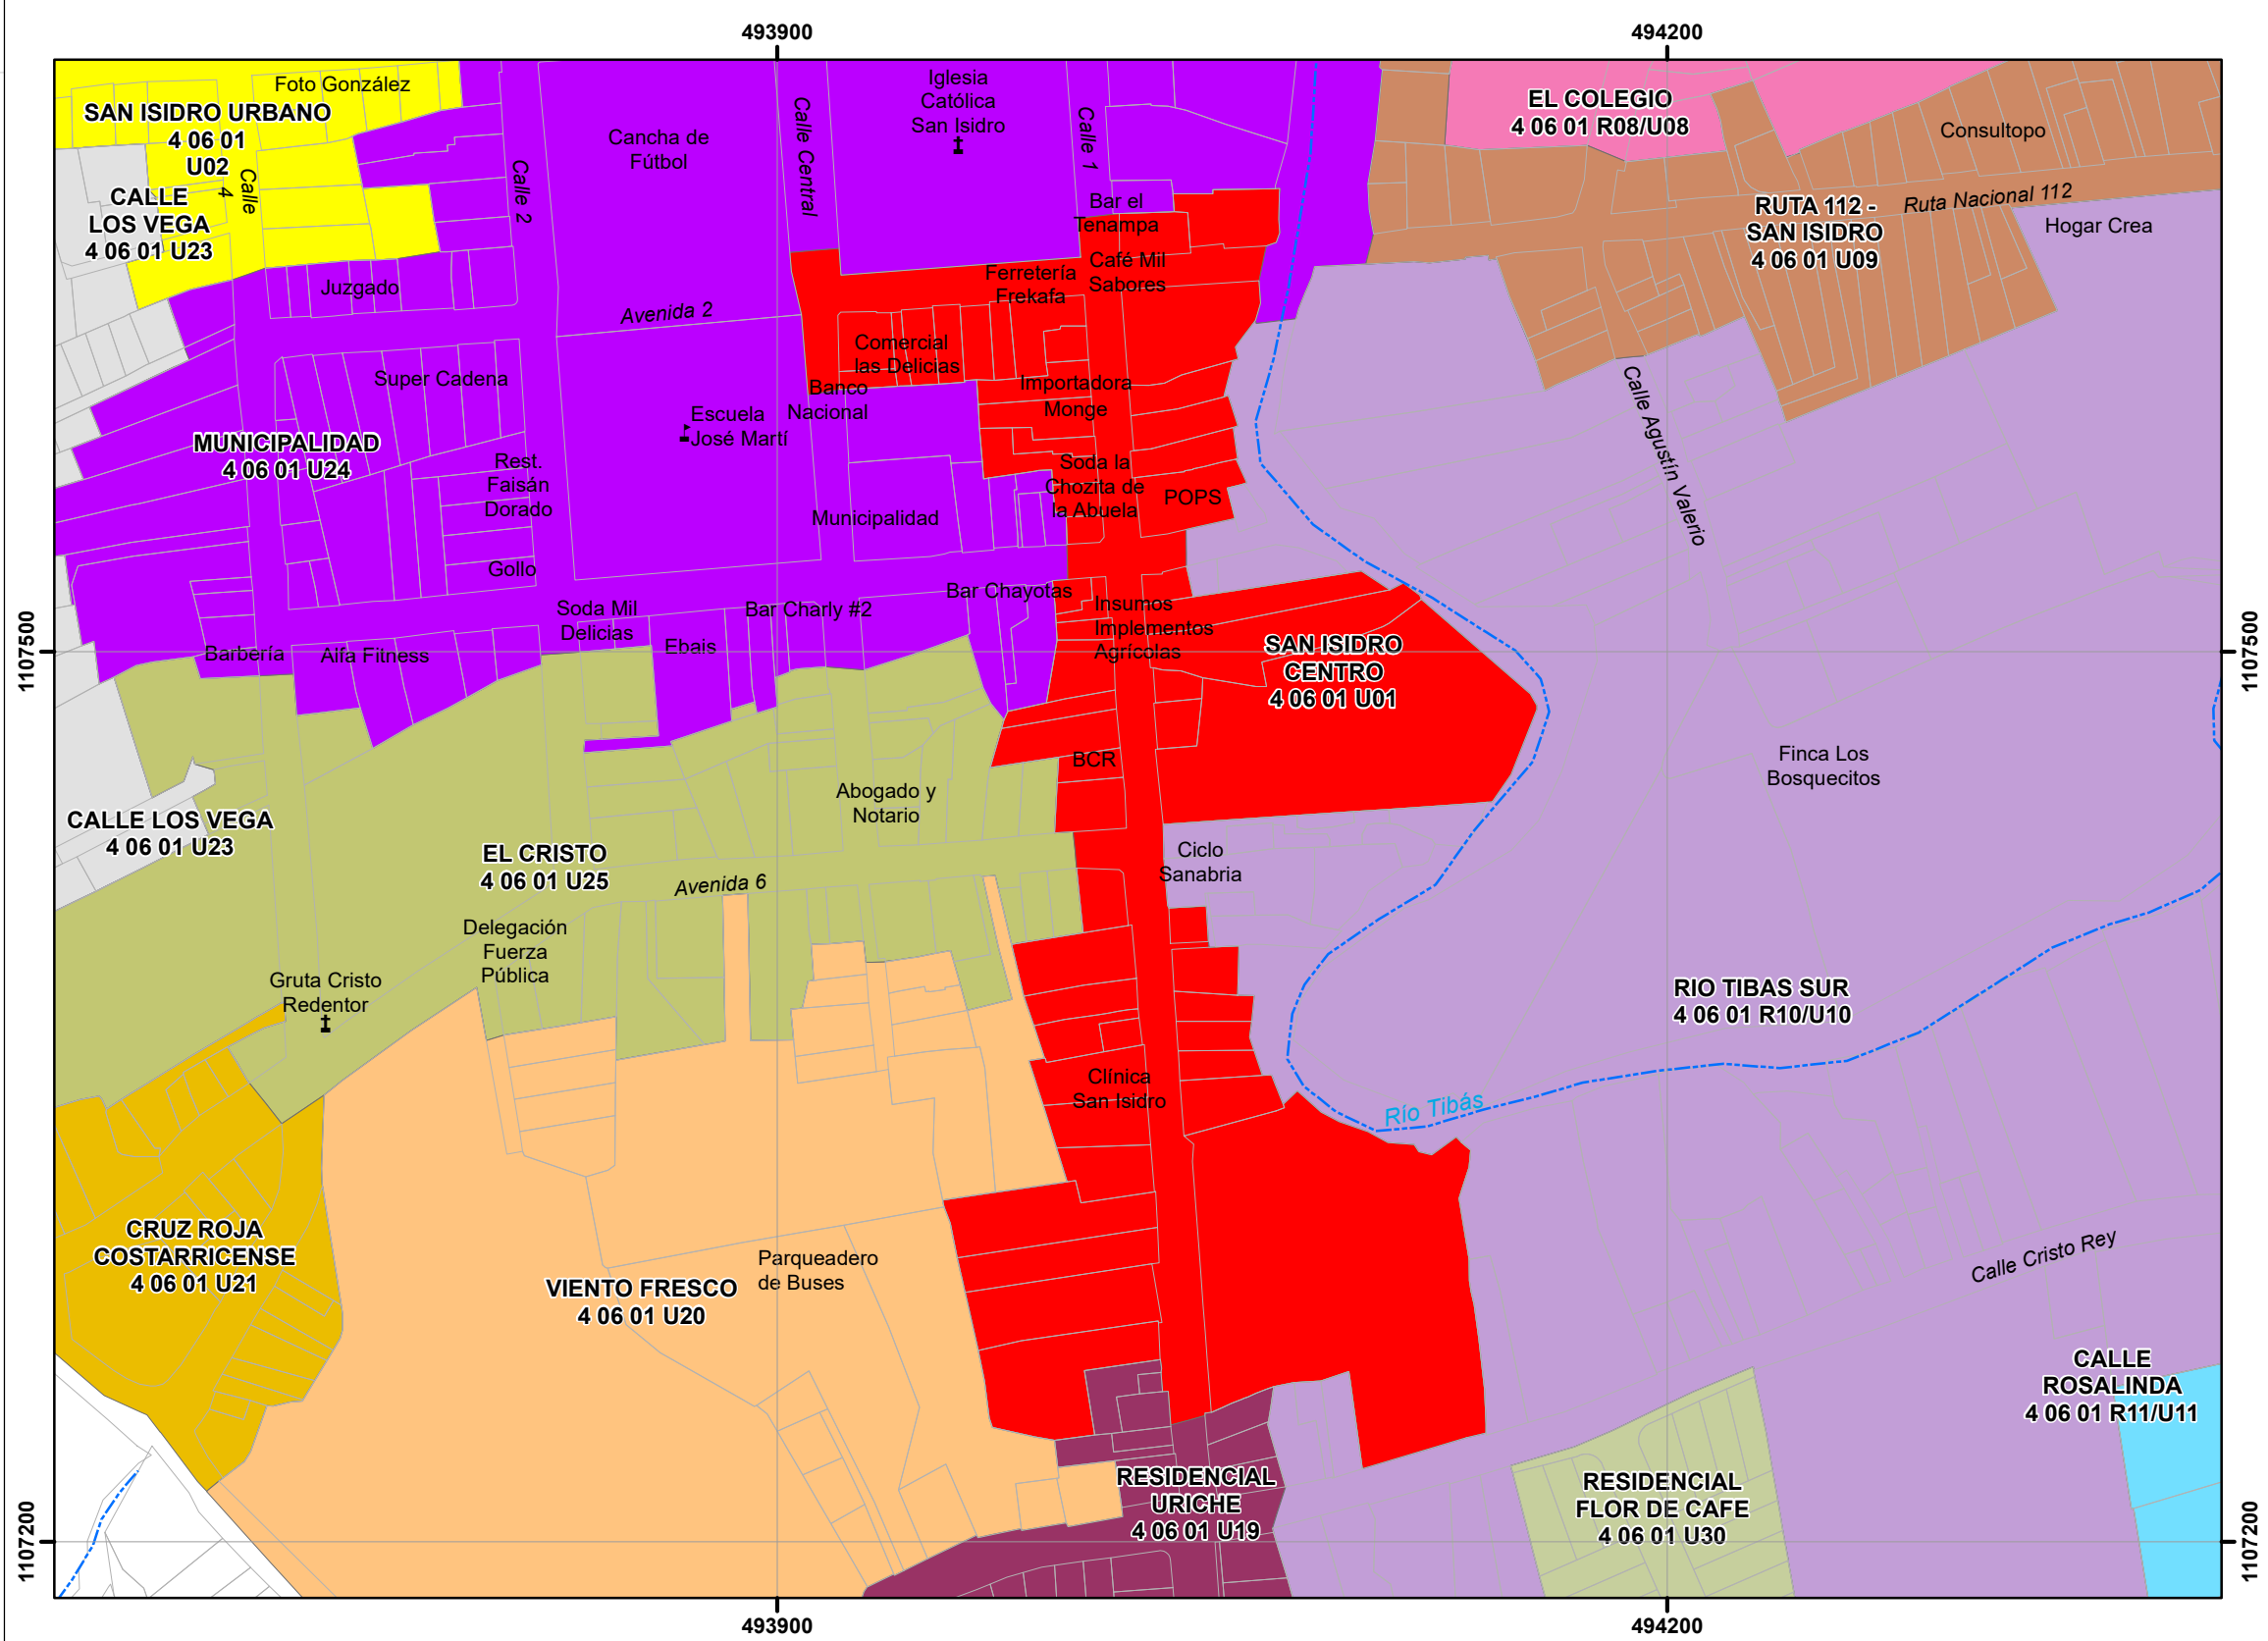 493900
494200
Foto González
SAN ISIDRO URBANO
4 06 01
U02
Calle
4
CALLE
LOS VEGA
4 06 01 U23
Juzgado
Calle 2
Cancha de
Fútbol
Calle Central
Iglesia
Católica
San Isidro
Calle 1
Bar el
Tenampa
Café Mil
Sabores
Ferretería
Frekafa
EL COLEGIO
4 06 01 R08/U08
Consultopo
Ruta Nacional 112
RUTA 112 -
SAN ISIDRO
4 06 01 U09
Hogar Crea
Avenida 2
Comercial
las Delicias
Super Cadena
Banco
Nacional
Importadora
Monge
Escuela
José Martí
MUNICIPALIDAD
4 06 01 U24
Rest.
Faisán
Dorado
Soda la
Chozita de
la Abuela
POPS
Calle Agustín Valerio
Municipalidad
Gollo
Soda Mil
Delicias
Bar Charly #2
Bar Chayotas
Insumos
Implementos
Agrícolas
Ebais
Barbería
Alfa Fitness
1107500
1107500
SAN ISIDRO
CENTRO
4 06 01 U01
BCR
Finca Los
Bosquecitos
Abogado y
Notario
CALLE LOS VEGA
4 06 01 U23
EL CRISTO
4 06 01 U25
Avenida 6
Ciclo
Sanabria
Delegación
Fuerza
Pública
Gruta Cristo
Redentor
RIO TIBAS SUR
4 06 01 R10/U10
Clínica
San Isidro
Río Tibás
CRUZ ROJA
COSTARRICENSE
4 06 01 U21
VIENTO FRESCO
4 06 01 U20
Parqueadero
de Buses
Calle Cristo Rey
CALLE
ROSALINDA
4 06 01 R11/U11
RESIDENCIAL
URICHE
4 06 01 U19
RESIDENCIAL
FLOR DE CAFE
4 06 01 U30
1107200
1107200
493900
494200